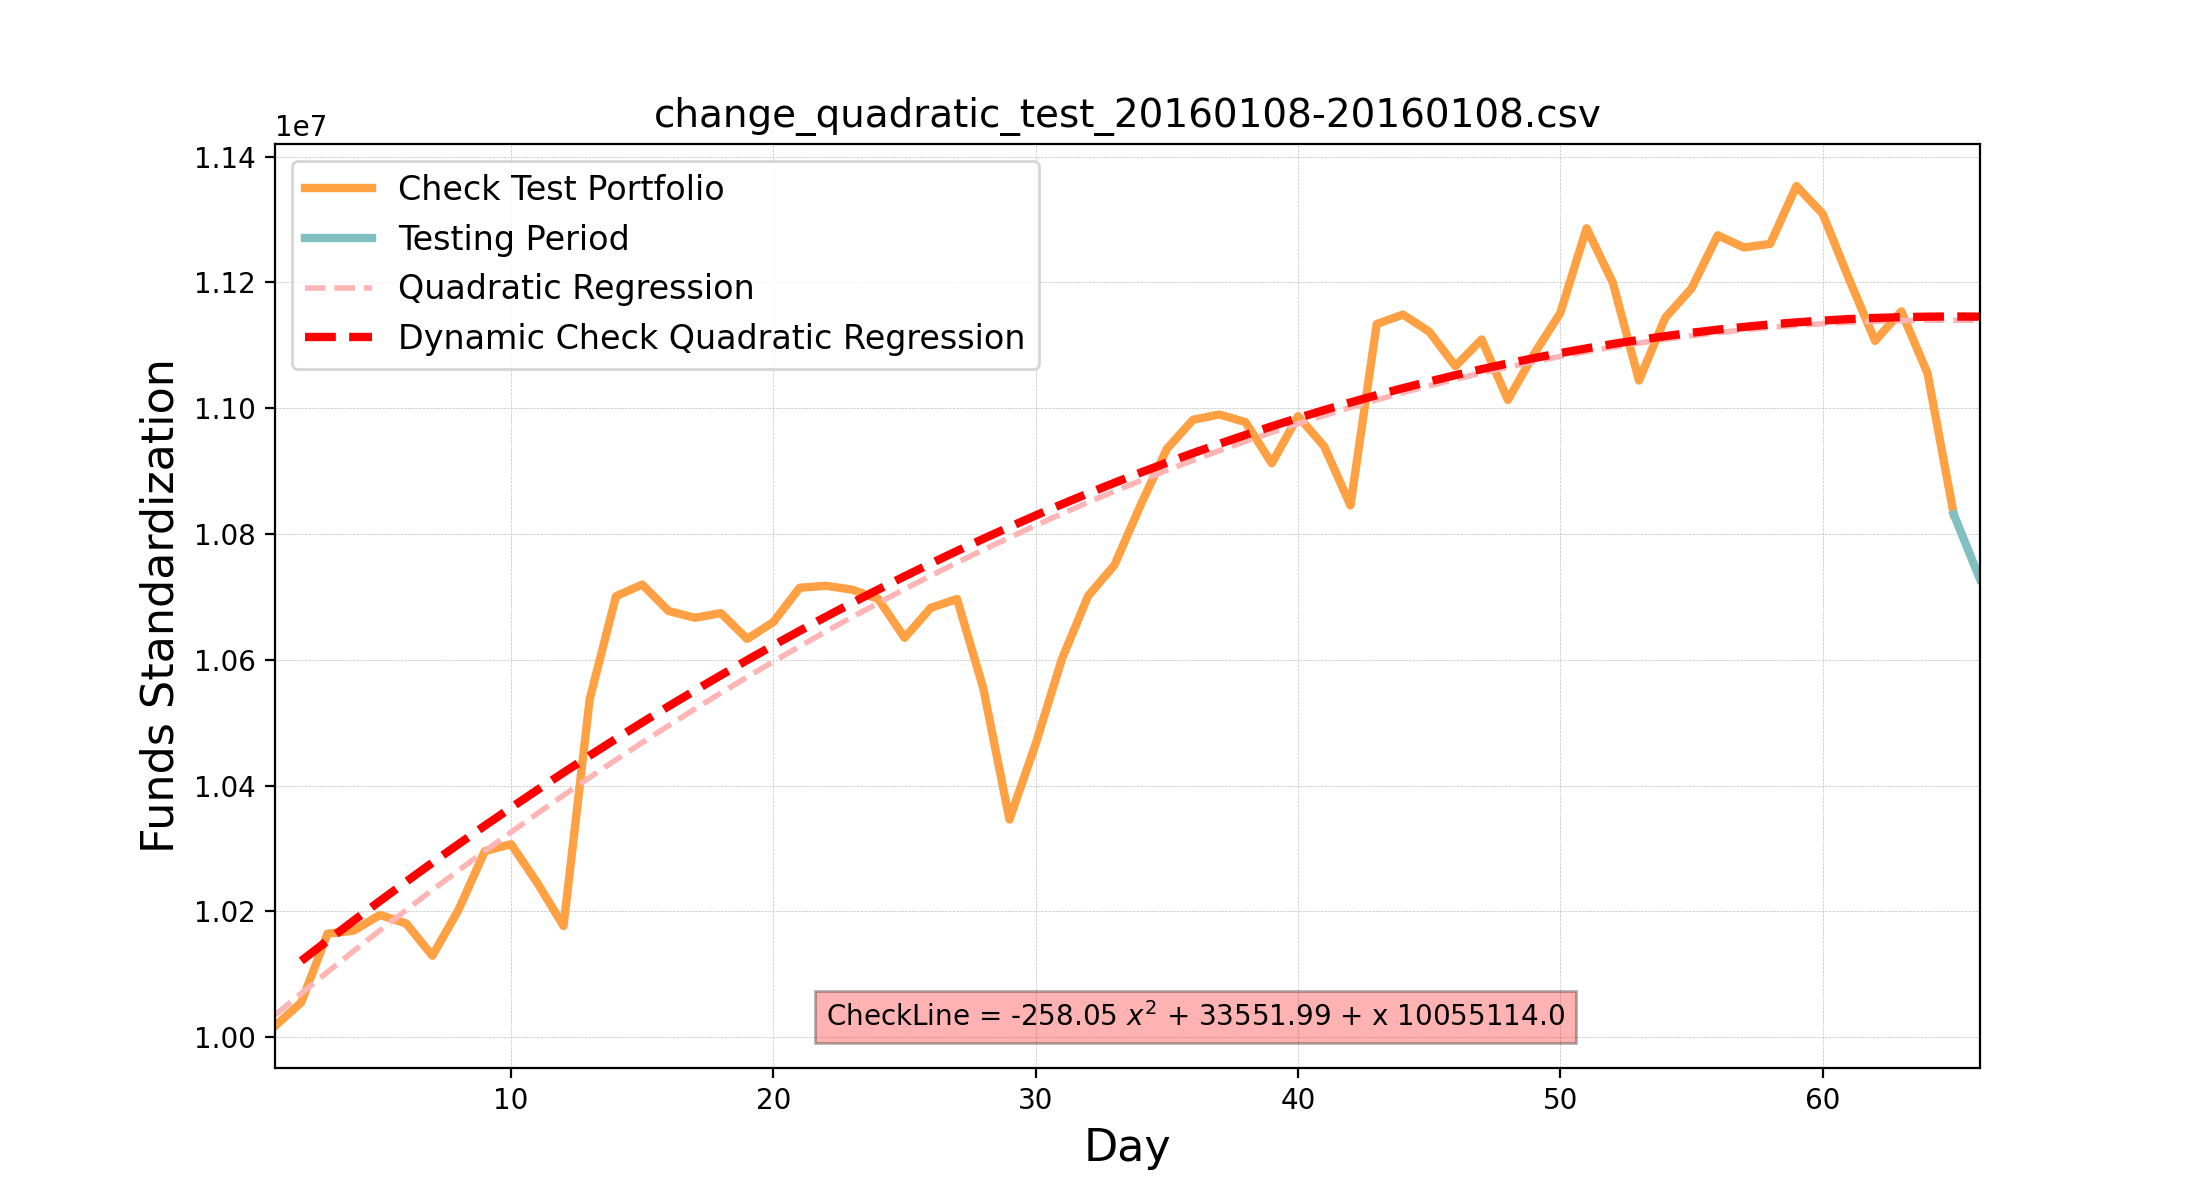 change_quadratic_test_20160108-20160108.csv
1e7
1.14
1.12
1.10
1.08
1.06
1.04
1.02
1.00
Funds Standardization
Check Test Portfolio
Testing Period
Quadratic Regression
Dynamic Check Quadratic Regression
CheckLine = -258.05 x² + 33551.99 + x 10055114.0
10 20 30 40 50 60
Day